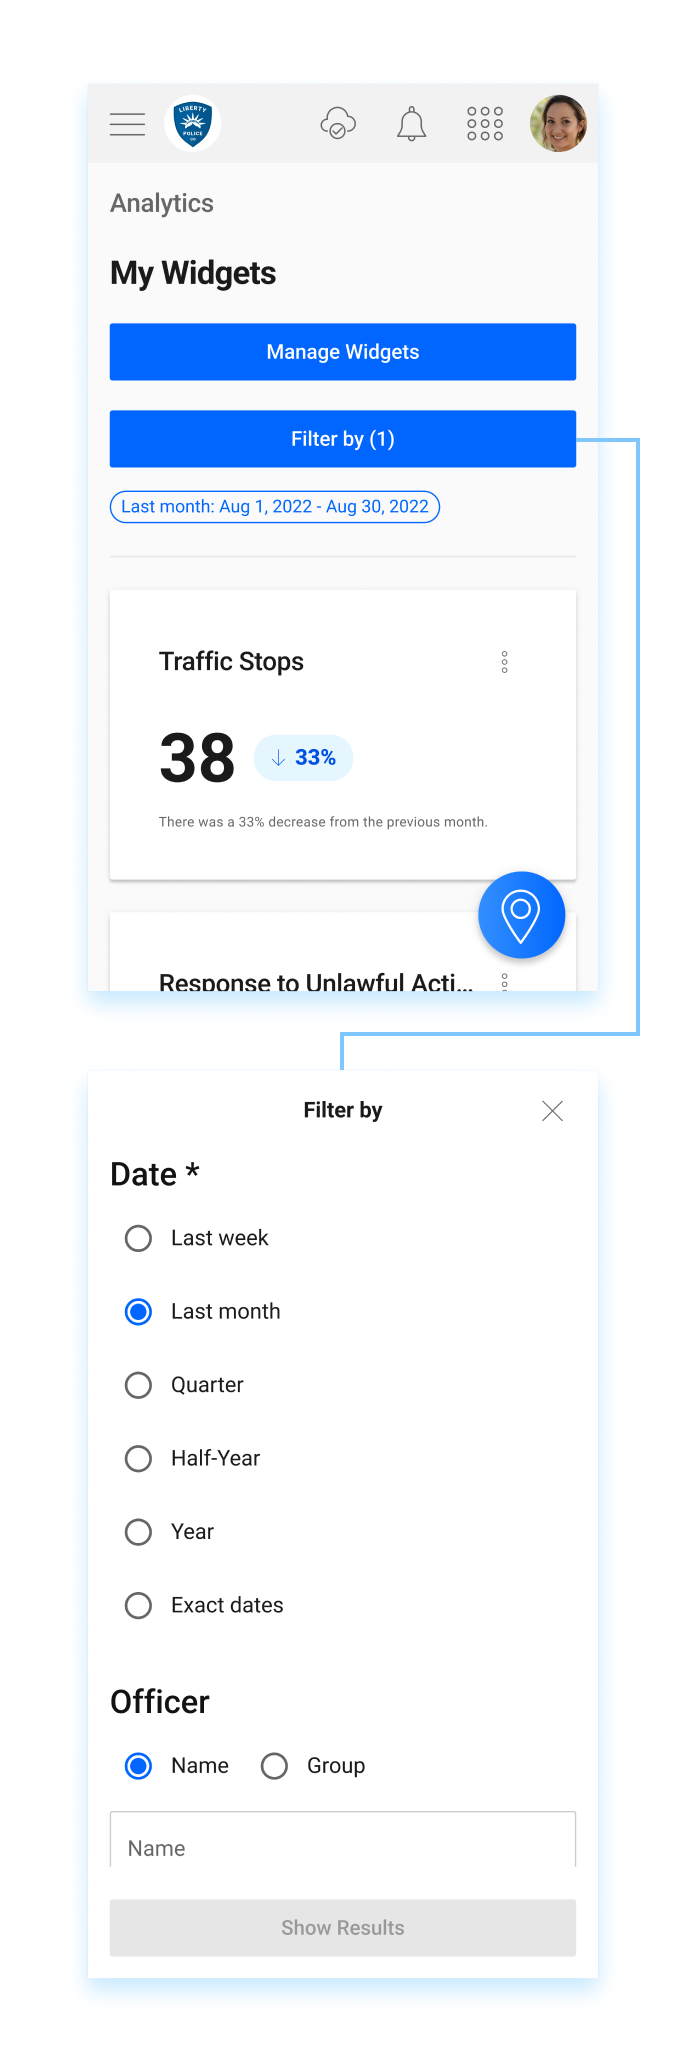 LIBERTY
POLICE
CO
Analytics
My Widgets
Manage Widgets
Filter by (1)
Last month: Aug 1, 2022 - Aug 30, 2022
Traffic Stops
38
33%
There was a 33% decrease from the previous month.
Response to Unlawful Acti...
Filter by
Date *
Last week
Last month
Quarter
Half-Year
Year
Exact dates
Officer
Name Group
Name
Show Results